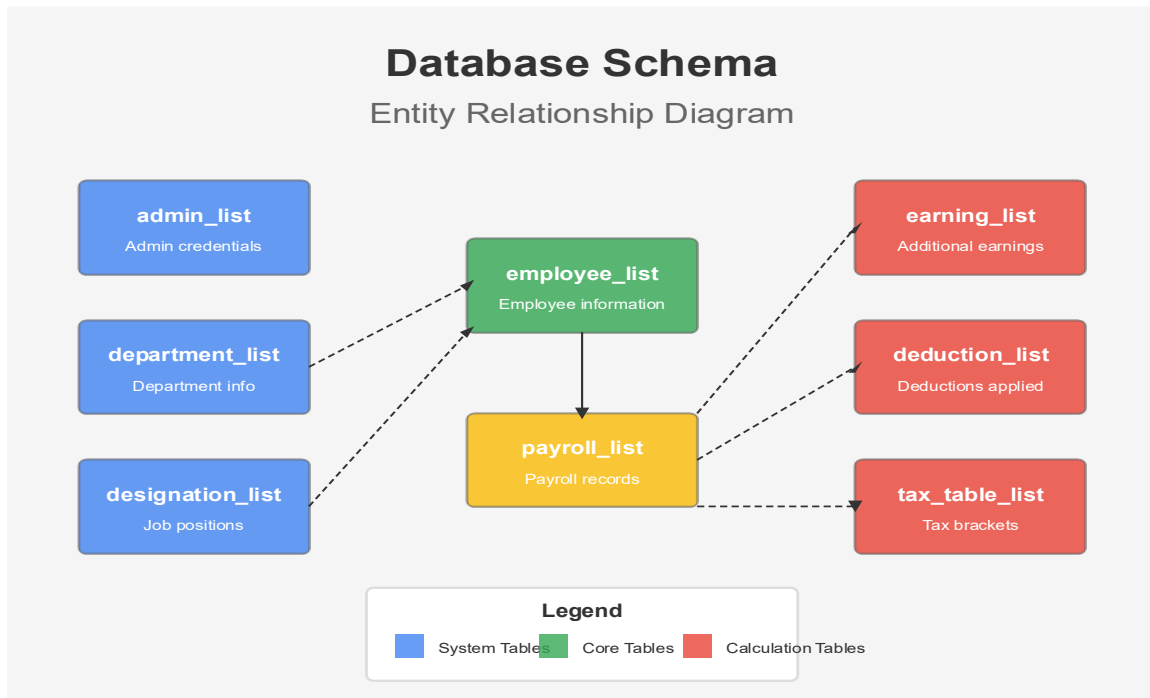 Database Schema
Entity Relationship Diagram
admin_list
Admin credentials
department_list
Department info
designation_list
Job positions
employee_list
Employee information
payroll_list
Payroll records
earning_list
Additional earnings
deduction_list
Deductions applied
tax_table_list
Tax brackets
Legend
System Tables
Core Tables
Calculation Tables